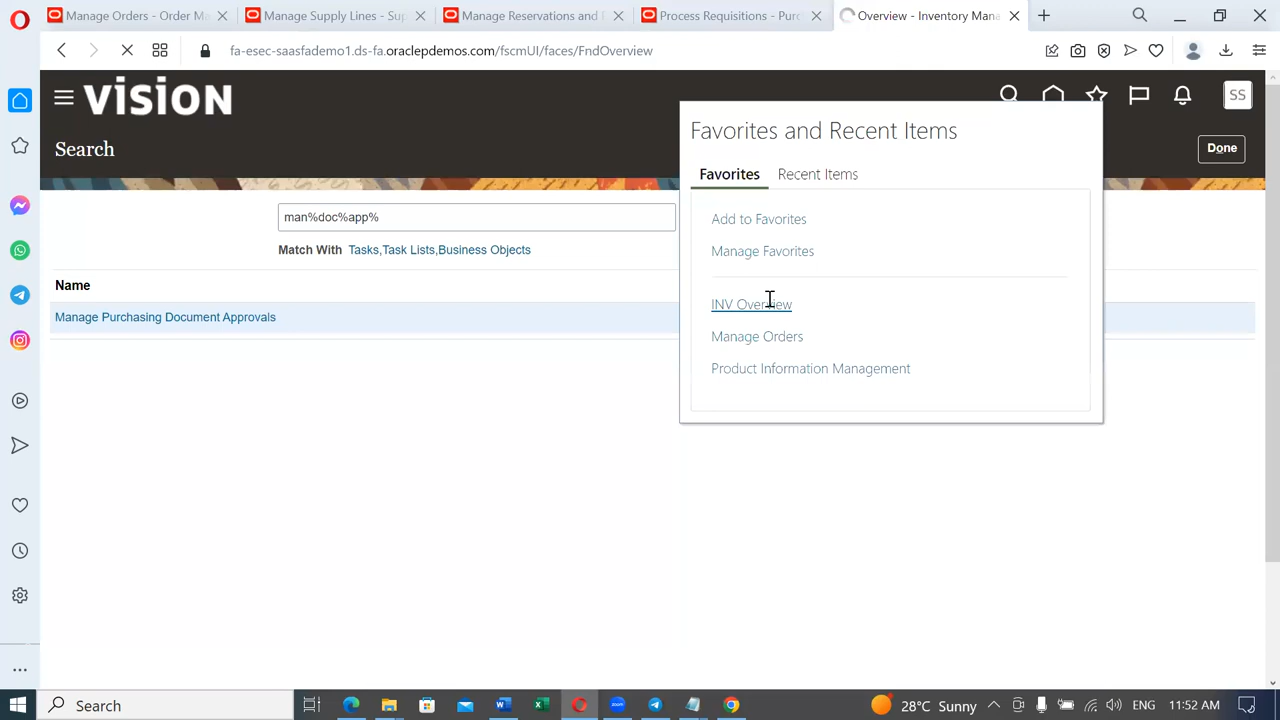 Manage Orders - Order M
Manage Supply Lines - Sup
Manage Reservations and
Process Requisitions - Purc
Overview - Inventory Mana
fa-esec-saasfademo1.ds-fa.oraclepdemos.com/fscmUI/faces/FndOverview
vision
SS
Search
Done
Favorites and Recent Items
Favorites
Recent Items
Add to Favorites
Manage Favorites
INV Overview
Manage Orders
Product Information Management
man%doc%app%
Match With Tasks,Task Lists,Business Objects
Name
Manage Purchasing Document Approvals
Search
zoom
28°C Sunny
ENG
11:52 AM